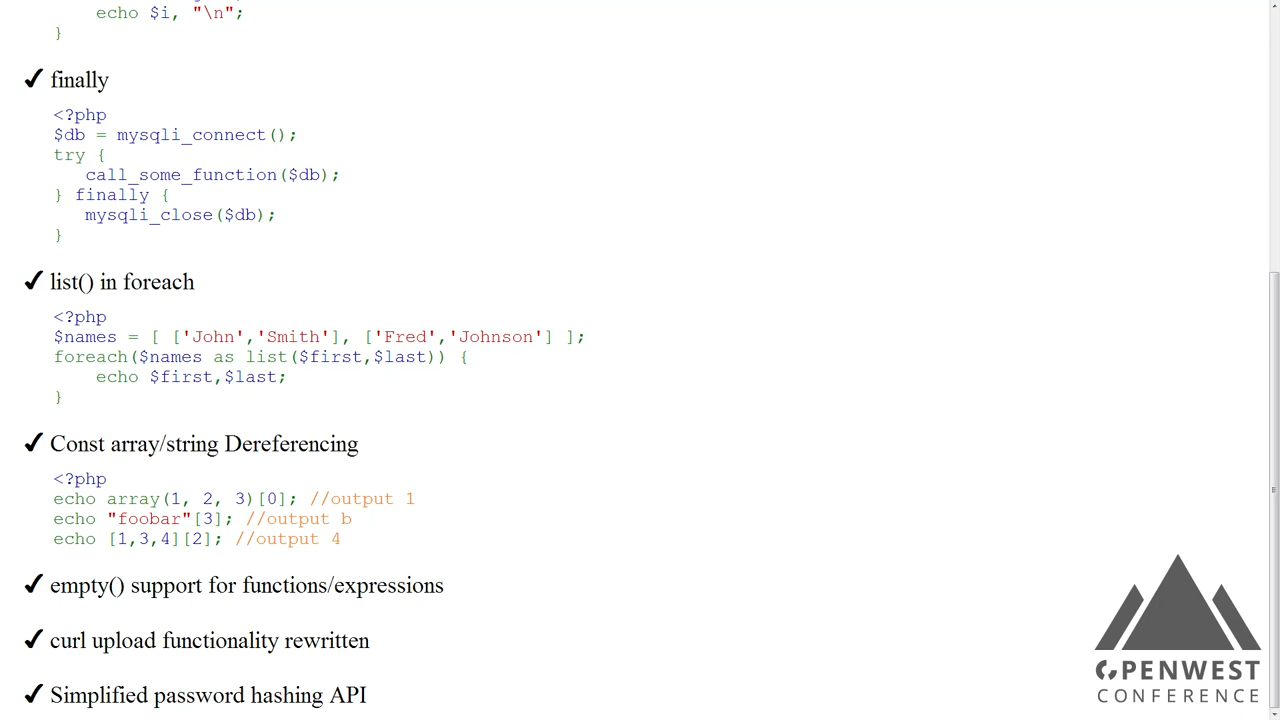 echo $i, "\n";
}
✓ finally
<?php
$db = mysqli_connect();
try {
call_some_function($db);
} finally {
mysqli_close($db);
}
✓ list() in foreach
<?php
$names = [ ['John','Smith'], ['Fred','Johnson'] ];
foreach($names as list($first,$last)) {
echo $first,$last;
}
✓ Const array/string Dereferencing
<?php
echo array(1, 2, 3)[0]; //output 1
echo "foobar"[3]; //output b
echo [1,3,4][2]; //output 4
✓ empty() support for functions/expressions
✓ curl upload functionality rewritten
✓ Simplified password hashing API
OPENWEST
CONFERENCE